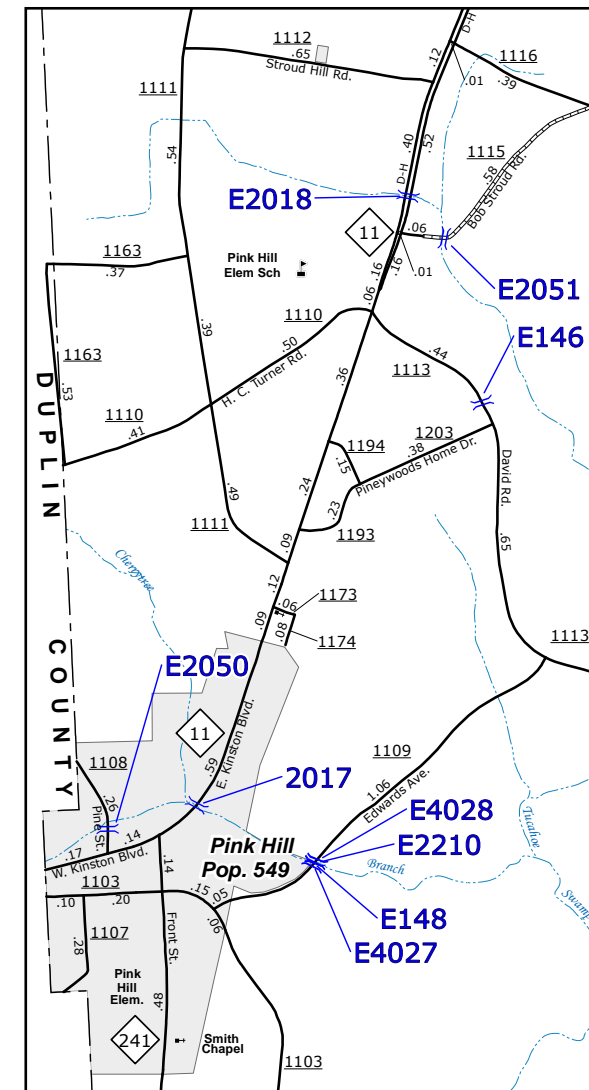 D-H
1112
.65
Stroud Hill Rd.
.12
1116
.01
.39
1111
.54
.40
.52
1115
.58
Bob Stroud Rd.
D-H
E2018
11
.06
.01
E2051
Pink Hill
Elem Sch
.16
.16
1163
.37
.06
1110
.50
H. C. Turner Rd.
E146
.44
1113
.39
.36
1163
.53
1110
.41
DUPLIN
COUNTY
1194
.15
1203
.38
Pineywoods Home Dr.
.24
.23
1193
.49
1111
.09
David Rd.
.65
Cherrytree
.12
.06
1173
.09
.08
1174
1113
E2050
11
1108
.26
Pine St.
.59
E. Kinston Blvd.
2017
1109
1.06
Edwards Ave.
Tuckahoe
Swamp
.17
.14
W. Kinston Blvd.
Pink Hill
Pop. 549
E4028
E2210
Branch
E148
E4027
1103
.10
.20
.14
.15
.05
.06
1107
.28
Front St.
Pink
Hill
Elem.
.48
241
Smith
Chapel
1103